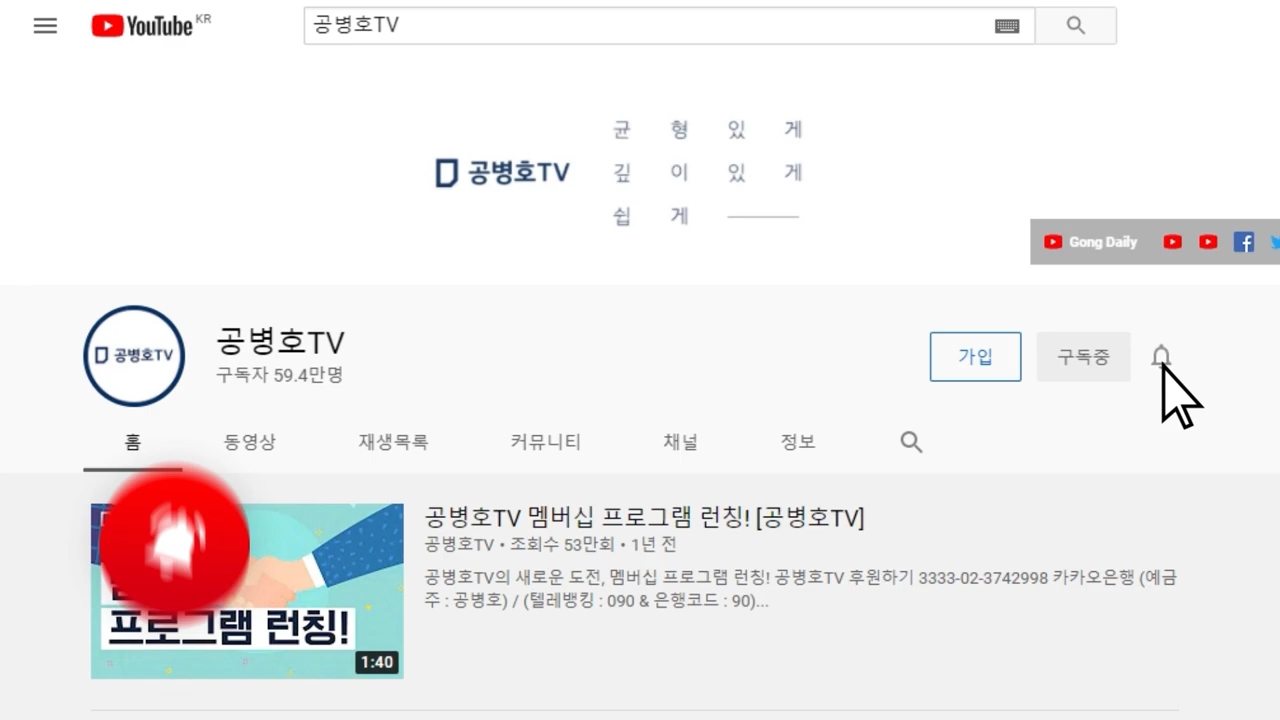 YouTube KR
공병호TV
공병호TV
균형있게
깊이있게
쉽게
Gong Daily
공병호TV
공병호TV
구독자 59.4만명
가입
구독중
홈
동영상
재생목록
커뮤니티
채널
정보
공병호TV 멤버십 프로그램 런칭! [공병호TV]
공병호TV • 조회수 53만회 • 1년 전
공병호TV의 새로운 도전, 멤버십 프로그램 런칭! 공병호TV 후원하기 3333-02-3742998 카카오은행 (예금
주 : 공병호) / (텔레뱅킹 : 090 & 은행코드 : 90)...
프로그램 런칭!
1:40